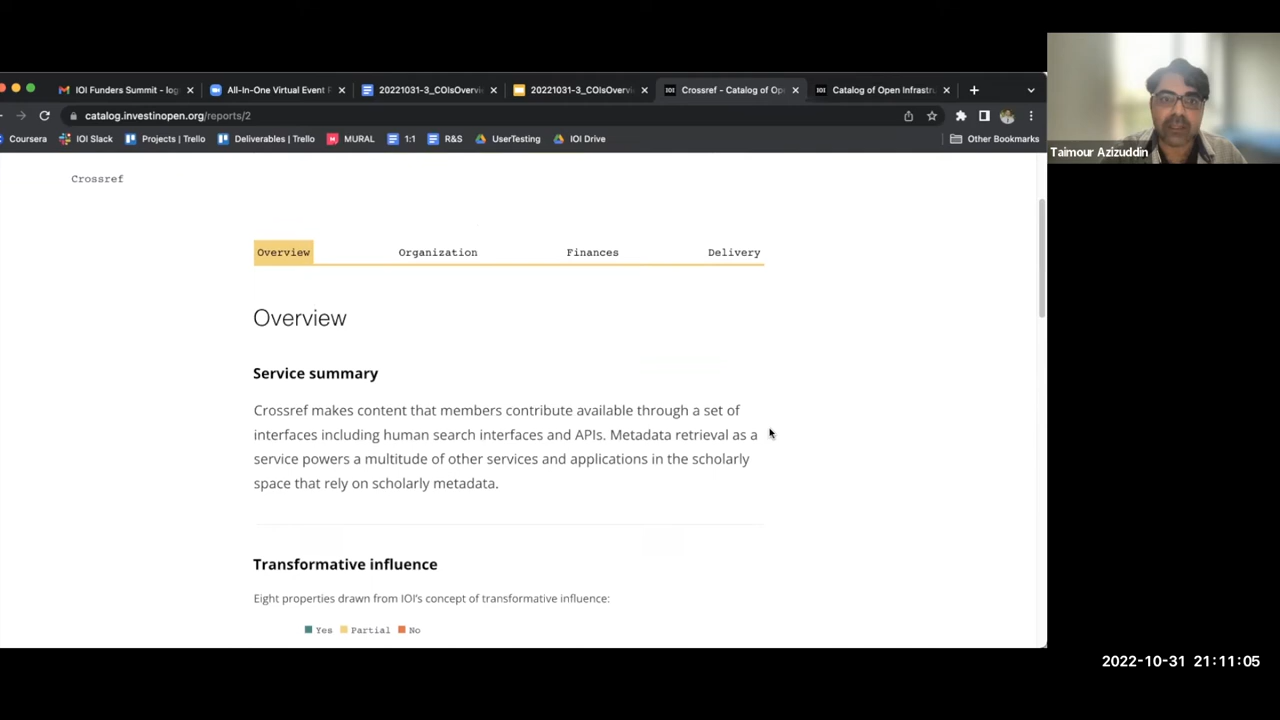 IOI Funders Summit - log
All-In-One Virtual Event P
20221031-3_COIsOvervi
20221031-3_COIsOvervi
Crossref - Catalog of Op
Catalog of Open Infrastru
catalog.investinopen.org/reports/2
Coursera
IOI Slack
Projects | Trello
Deliverables | Trello
MURAL
1:1
R&S
UserTesting
IOI Drive
Other Bookmarks
Taimour Azizuddin
Crossref
Overview
Organization
Finances
Delivery
Overview
Service summary
Crossref makes content that members contribute available through a set of
interfaces including human search interfaces and APIs. Metadata retrieval as a
service powers a multitude of other services and applications in the scholarly
space that rely on scholarly metadata.
Transformative influence
Eight properties drawn from IOI's concept of transformative influence:
Yes Partial No
2022-10-31 21:11:05